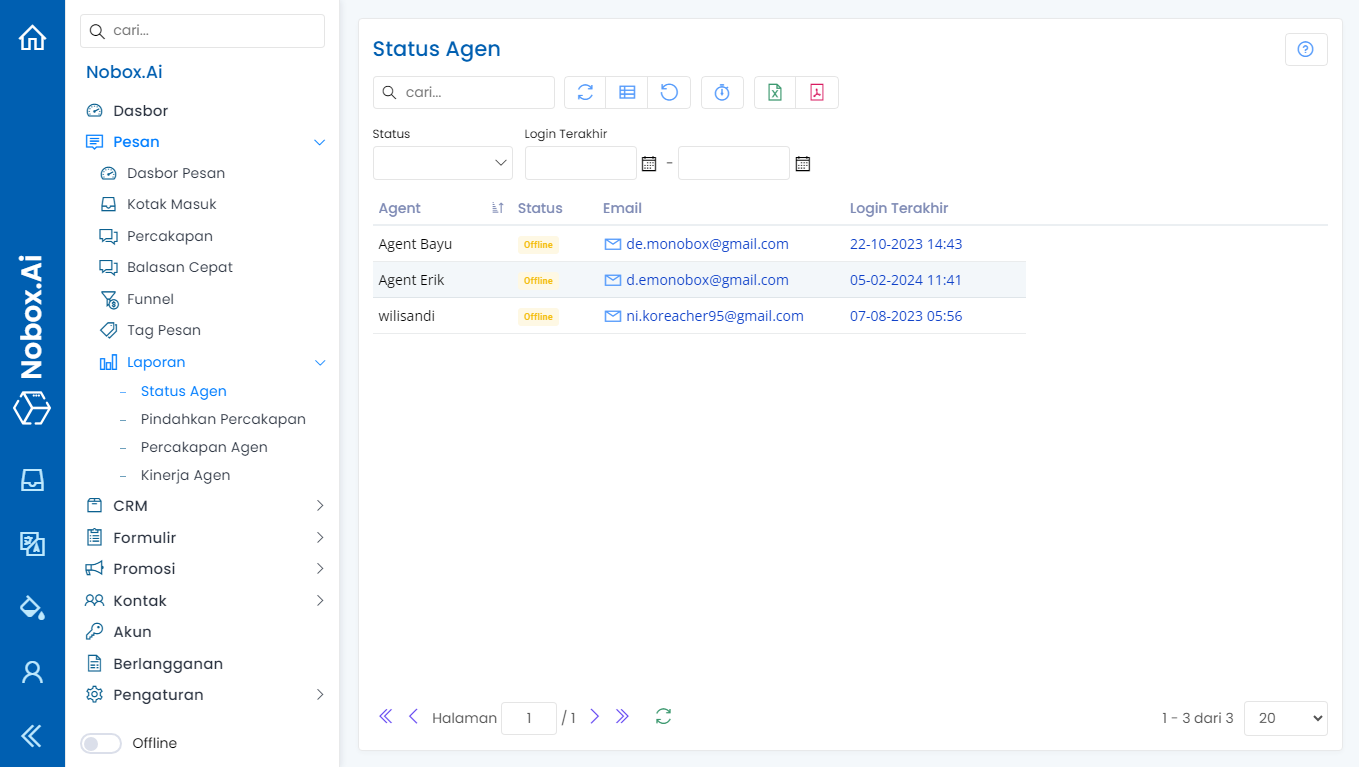 Nobox.Ai
cari...
Nobox.Ai
Dasbor
Pesan
Dasbor Pesan
Kotak Masuk
Percakapan
Balasan Cepat
Funnel
Tag Pesan
Laporan
– Status Agen
– Pindahkan Percakapan
– Percakapan Agen
– Kinerja Agen
CRM
Formulir
Promosi
Kontak
Akun
Berlangganan
Pengaturan
Offline
Status Agen
cari...
Status Login Terakhir
-
Agent Status Email Login Terakhir
Agent Bayu Offline de.monobox@gmail.com 22-10-2023 14:43
Agent Erik Offline d.emonobox@gmail.com 05-02-2024 11:41
wilisandi Offline ni.koreacher95@gmail.com 07-08-2023 05:56
Halaman 1 / 1 1 - 3 dari 3 20